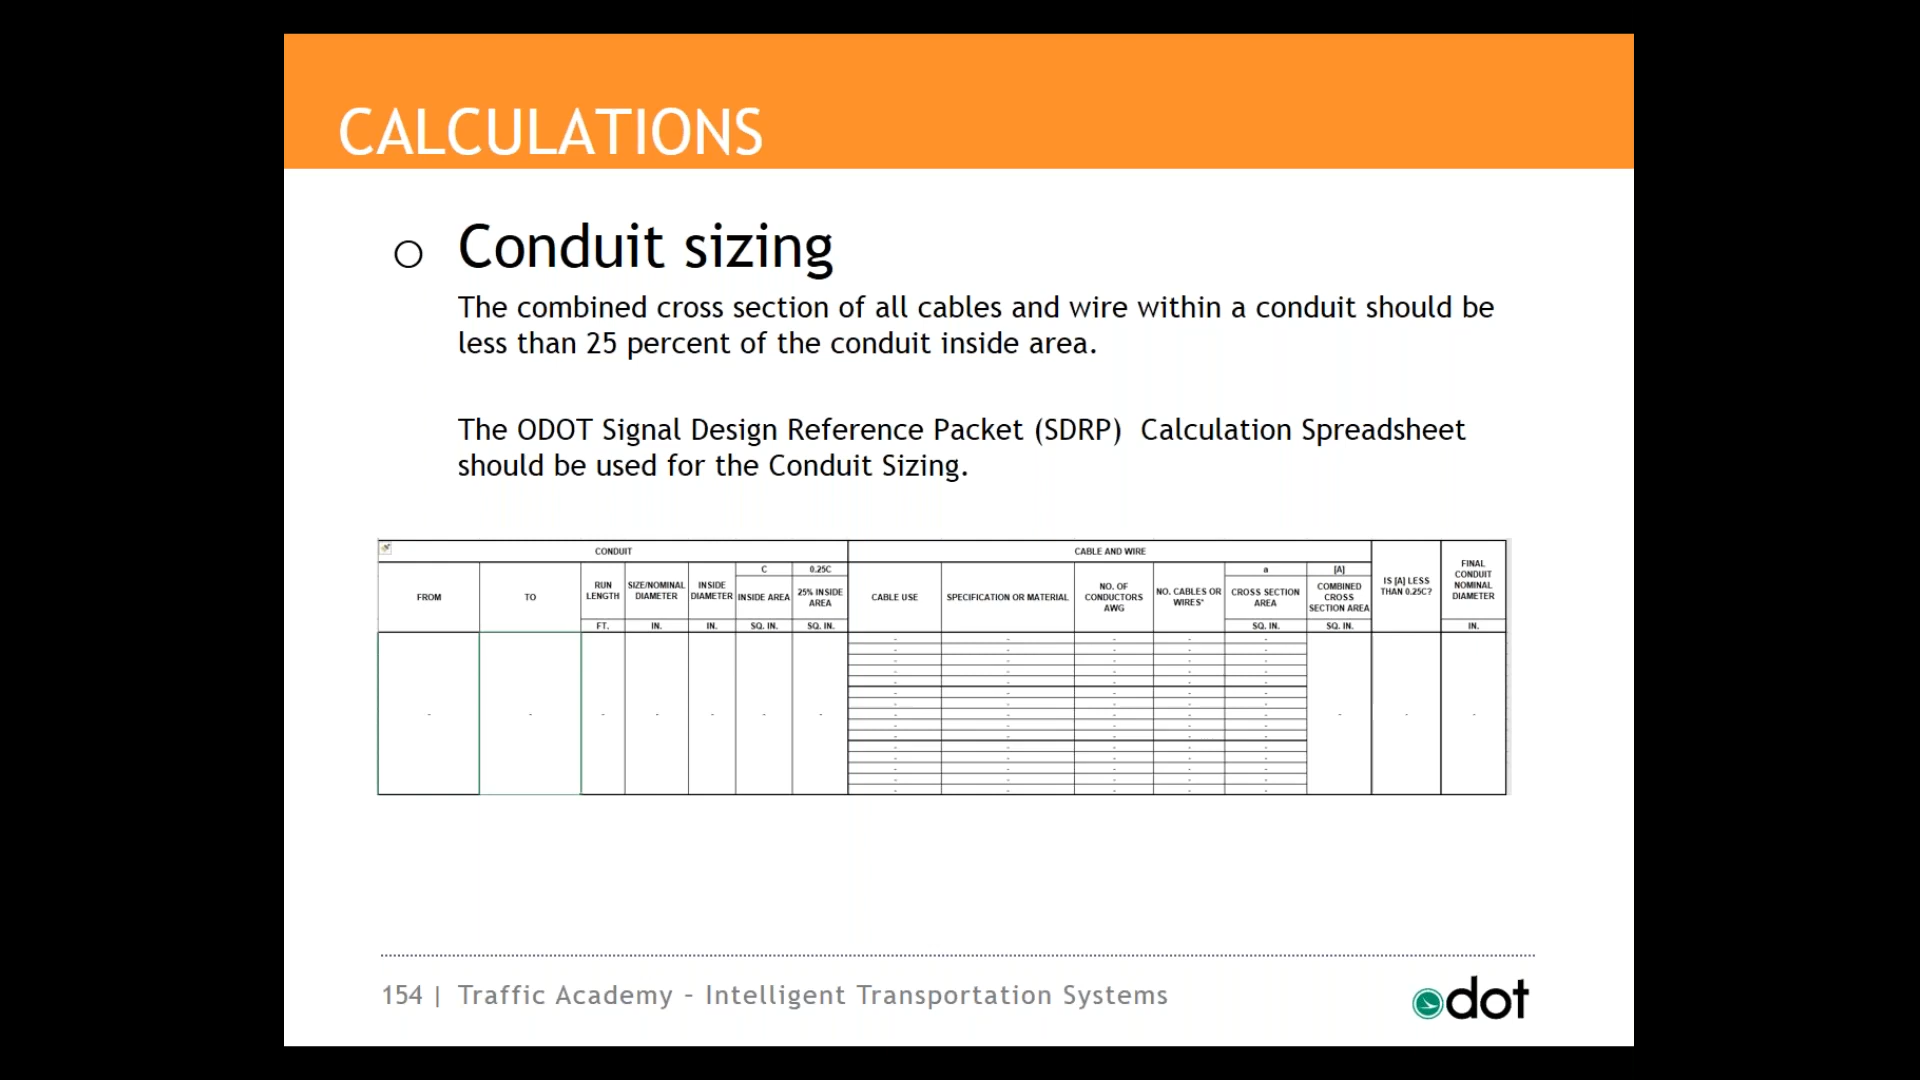 CALCULATIONS
○ Conduit sizing
The combined cross section of all cables and wire within a conduit should be
less than 25 percent of the conduit inside area.
The ODOT Signal Design Reference Packet (SDRP) Calculation Spreadsheet
should be used for the Conduit Sizing.
CONDUIT
CABLE AND WIRE
FROM
TO
RUN
LENGTH
FT.
SIZE/NOMINAL
DIAMETER
IN.
INSIDE
DIAMETER
IN.
C
INSIDE AREA
SQ. IN.
0.25C
25% INSIDE
AREA
SQ. IN.
CABLE USE
SPECIFICATION OR MATERIAL
NO. OF
CONDUCTORS
AWG
NO. CABLES OR
WIRES*
a
CROSS SECTION
AREA
SQ. IN.
[A]
COMBINED
CROSS
SECTION AREA
SQ. IN.
IS [A] LESS
THAN 0.25C?
FINAL
CONDUIT
NOMINAL
DIAMETER
IN.
154 | Traffic Academy – Intelligent Transportation Systems
odot